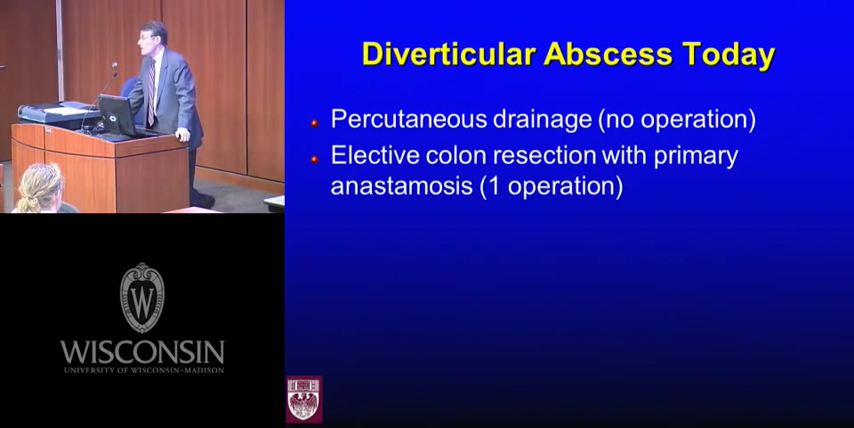 Diverticular Abscess Today
Percutaneous drainage (no operation)
Elective colon resection with primary
anastamosis (1 operation)
W
WISCONSIN
UNIVERSITY OF WISCONSIN–MADISON